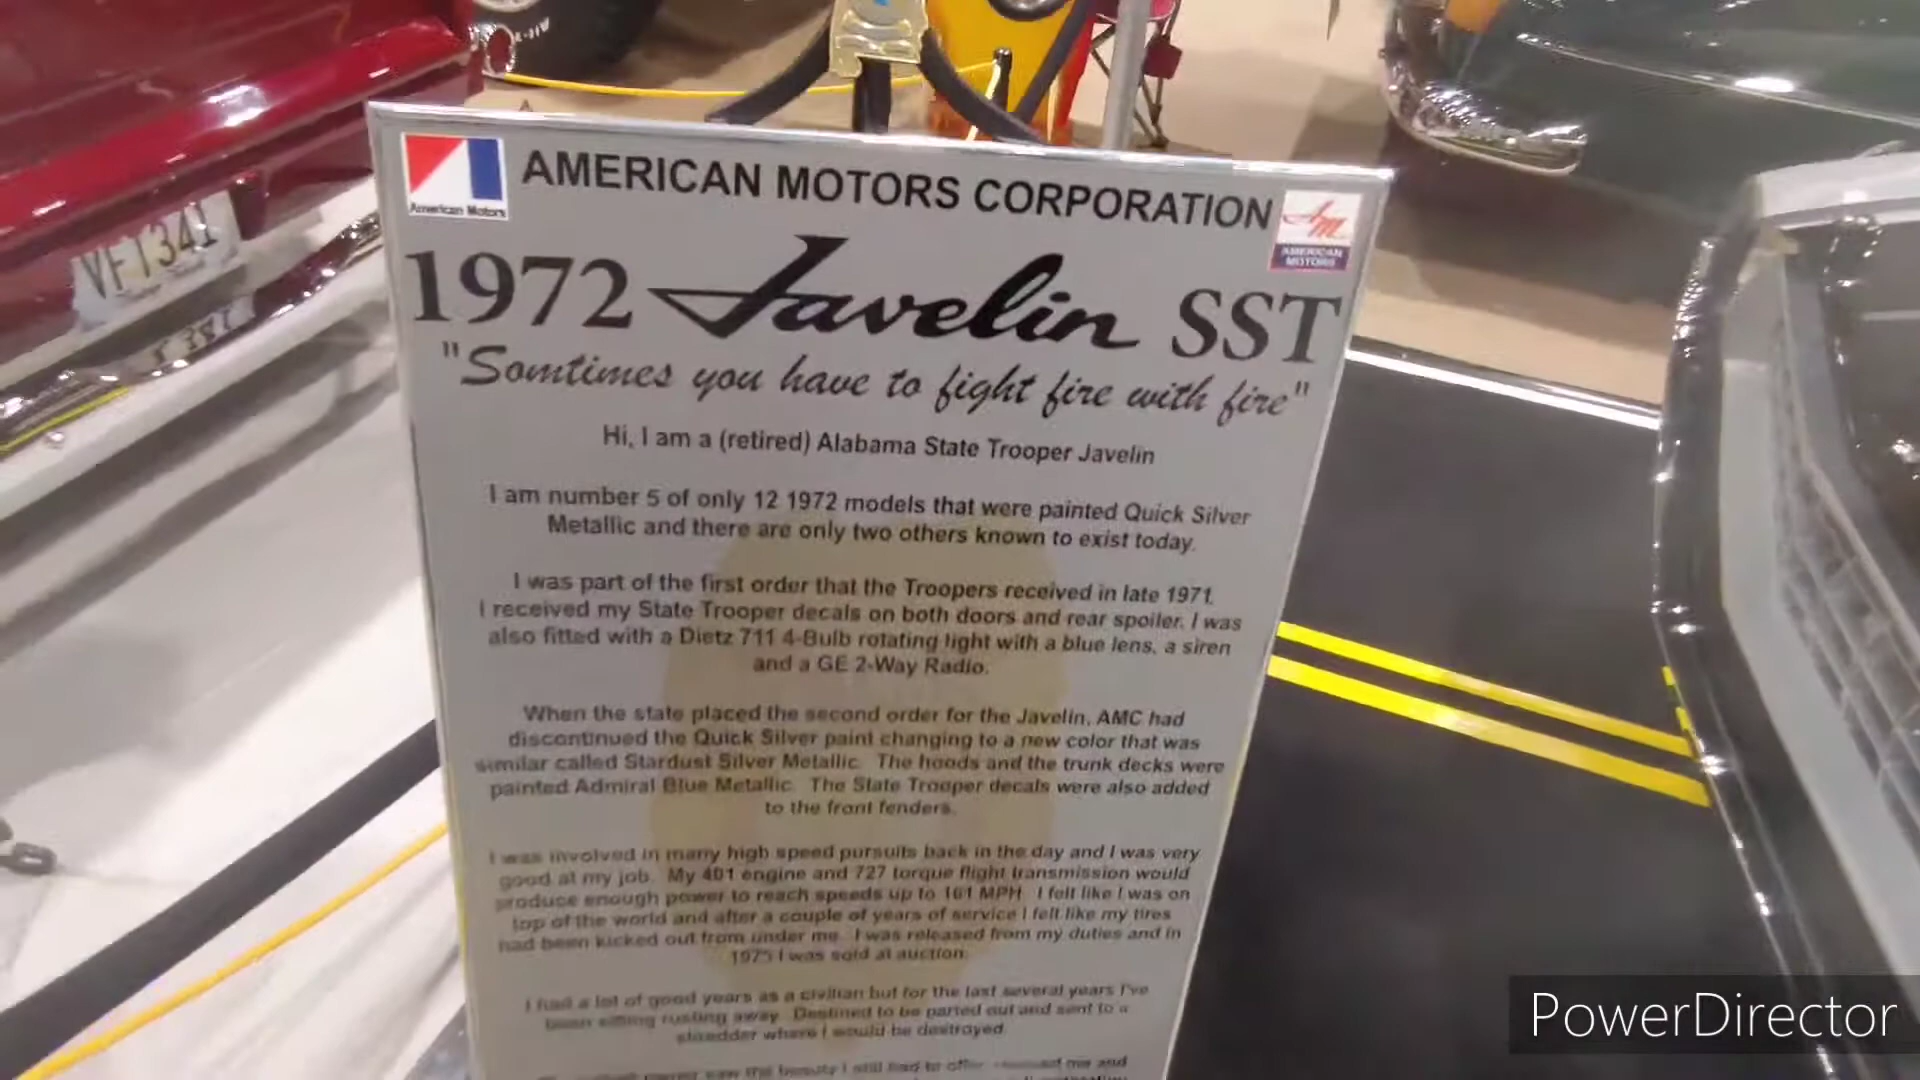 AMERICAN MOTORS CORPORATION
American Motors
AM
AMERICAN
MOTORS
1972 Javelin SST
"Somtimes you have to fight fire with fire"
Hi, I am a (retired) Alabama State Trooper Javelin
I am number 5 of only 12 1972 models that were painted Quick Silver
Metallic and there are only two others known to exist today.
I was part of the first order that the Troopers received in late 1971.
I received my State Trooper decals on both doors and rear spoiler. I was
also fitted with a Dietz 711 4-Bulb rotating light with a blue lens, a siren
and a GE 2-Way Radio.
When the state placed the second order for the Javelin, AMC had
discontinued the Quick Silver paint changing to a new color that was
similar called Stardust Silver Metallic. The hoods and the trunk decks were
painted Admiral Blue Metallic. The State Trooper decals were also added
to the front fenders.
I was involved in many high speed pursuits back in the day and I was very
good at my job. My 401 engine and 727 torque flight transmission would
produce enough power to reach speeds up to 161 MPH. I felt like I was on
top of the world and after a couple of years of service I felt like my tires
had been kicked out from under me. I was released from my duties and in
1975 I was sold at auction.
I had a lot of good years as a civilian but for the last several years I've
been sitting rusting away. Destined to be parted out and sent to a
shredder where I would be destroyed.
saw the beauty I still had to offer me and
VFT341
PowerDirector